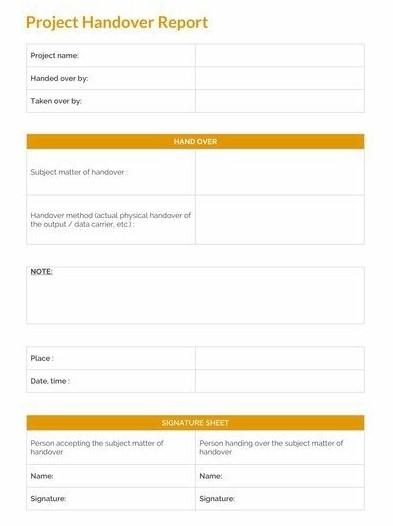 Project Handover Report
Project name:
Handed over by:
Taken over by:
HAND OVER
Subject matter of handover :
Handover method (actual physical handover of
the output / data carrier, etc.) :
NOTE:
Place :
Date, time :
SIGNATURE SHEET
Person accepting the subject matter of
handover
Person handing over the subject matter of
handover
Name:
Name:
Signature:
Signature: